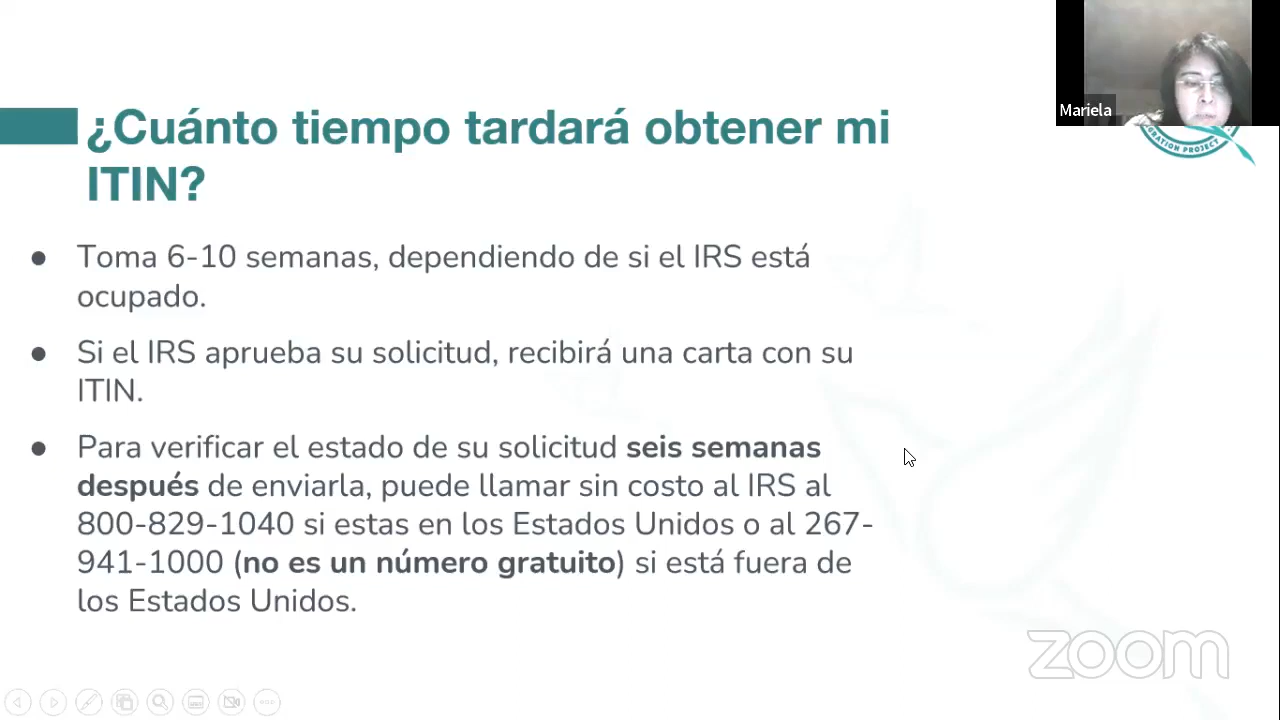 ¿Cuánto tiempo tardará obtener mi
ITIN?
Mariela
GRATION PROJECT
● Toma 6-10 semanas, dependiendo de si el IRS está
ocupado.
● Si el IRS aprueba su solicitud, recibirá una carta con su
ITIN.
● Para verificar el estado de su solicitud seis semanas
después de enviarla, puede llamar sin costo al IRS al
800-829-1040 si estas en los Estados Unidos o al 267-
941-1000 (no es un número gratuito) si está fuera de
los Estados Unidos.
zoom